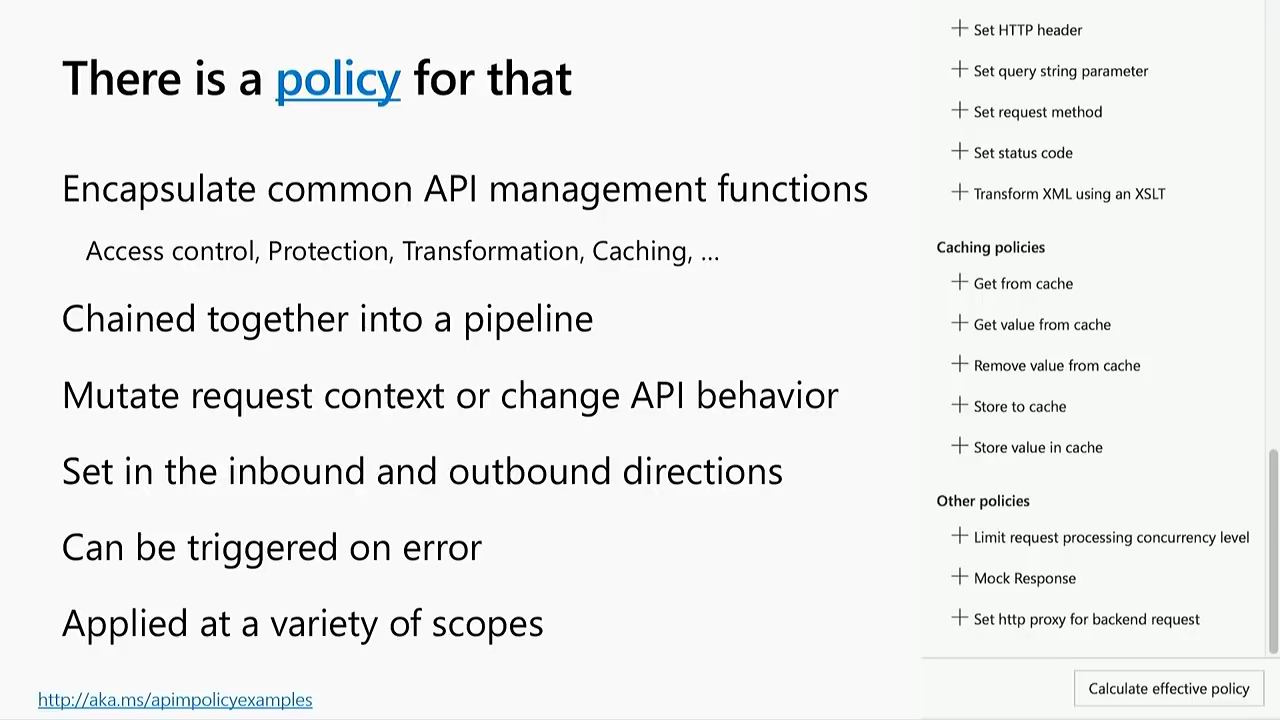 There is a policy for that
Encapsulate common API management functions
Access control, Protection, Transformation, Caching, ...
Chained together into a pipeline
Mutate request context or change API behavior
Set in the inbound and outbound directions
Can be triggered on error
Applied at a variety of scopes
http://aka.ms/apimpolicyexamples
+ Set HTTP header
+ Set query string parameter
+ Set request method
+ Set status code
+ Transform XML using an XSLT
Caching policies
+ Get from cache
+ Get value from cache
+ Remove value from cache
+ Store to cache
+ Store value in cache
Other policies
+ Limit request processing concurrency level
+ Mock Response
+ Set http proxy for backend request
Calculate effective policy